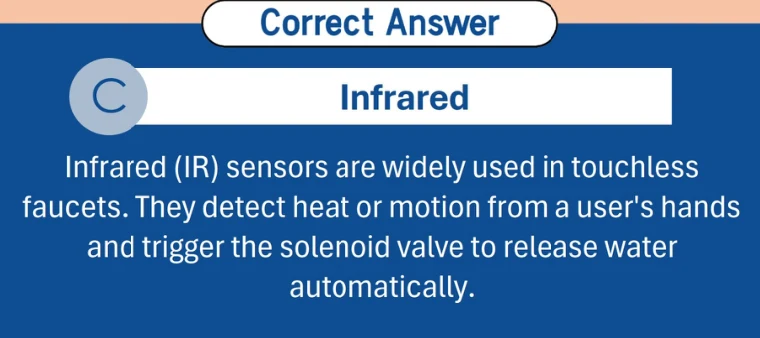 Correct Answer
C
Infrared
Infrared (IR) sensors are widely used in touchless
faucets. They detect heat or motion from a user's hands
and trigger the solenoid valve to release water
automatically.